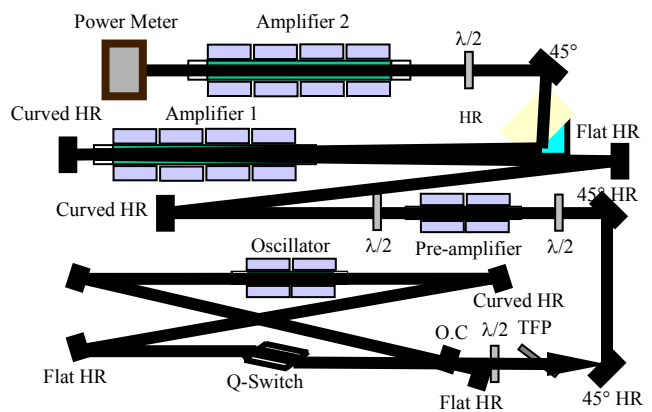 Power Meter
Amplifier 2
λ/2
45°
HR
Curved HR
Amplifier 1
Flat HR
Curved HR
λ/2
Pre-amplifier
λ/2
45° HR
Oscillator
Curved HR
O.C
λ/2
TFP
Flat HR
Q-Switch
Flat HR
45° HR